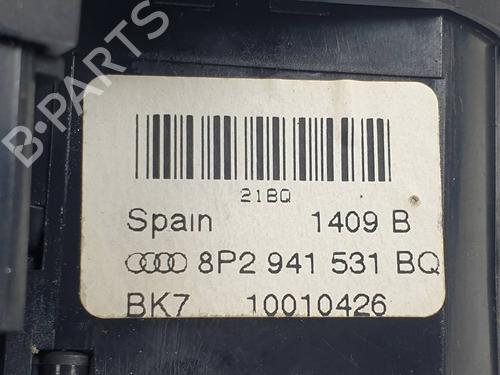 B-PARTS
21BQ
Spain 1409 B
8P2 941 531 BQ
BK7 10010426